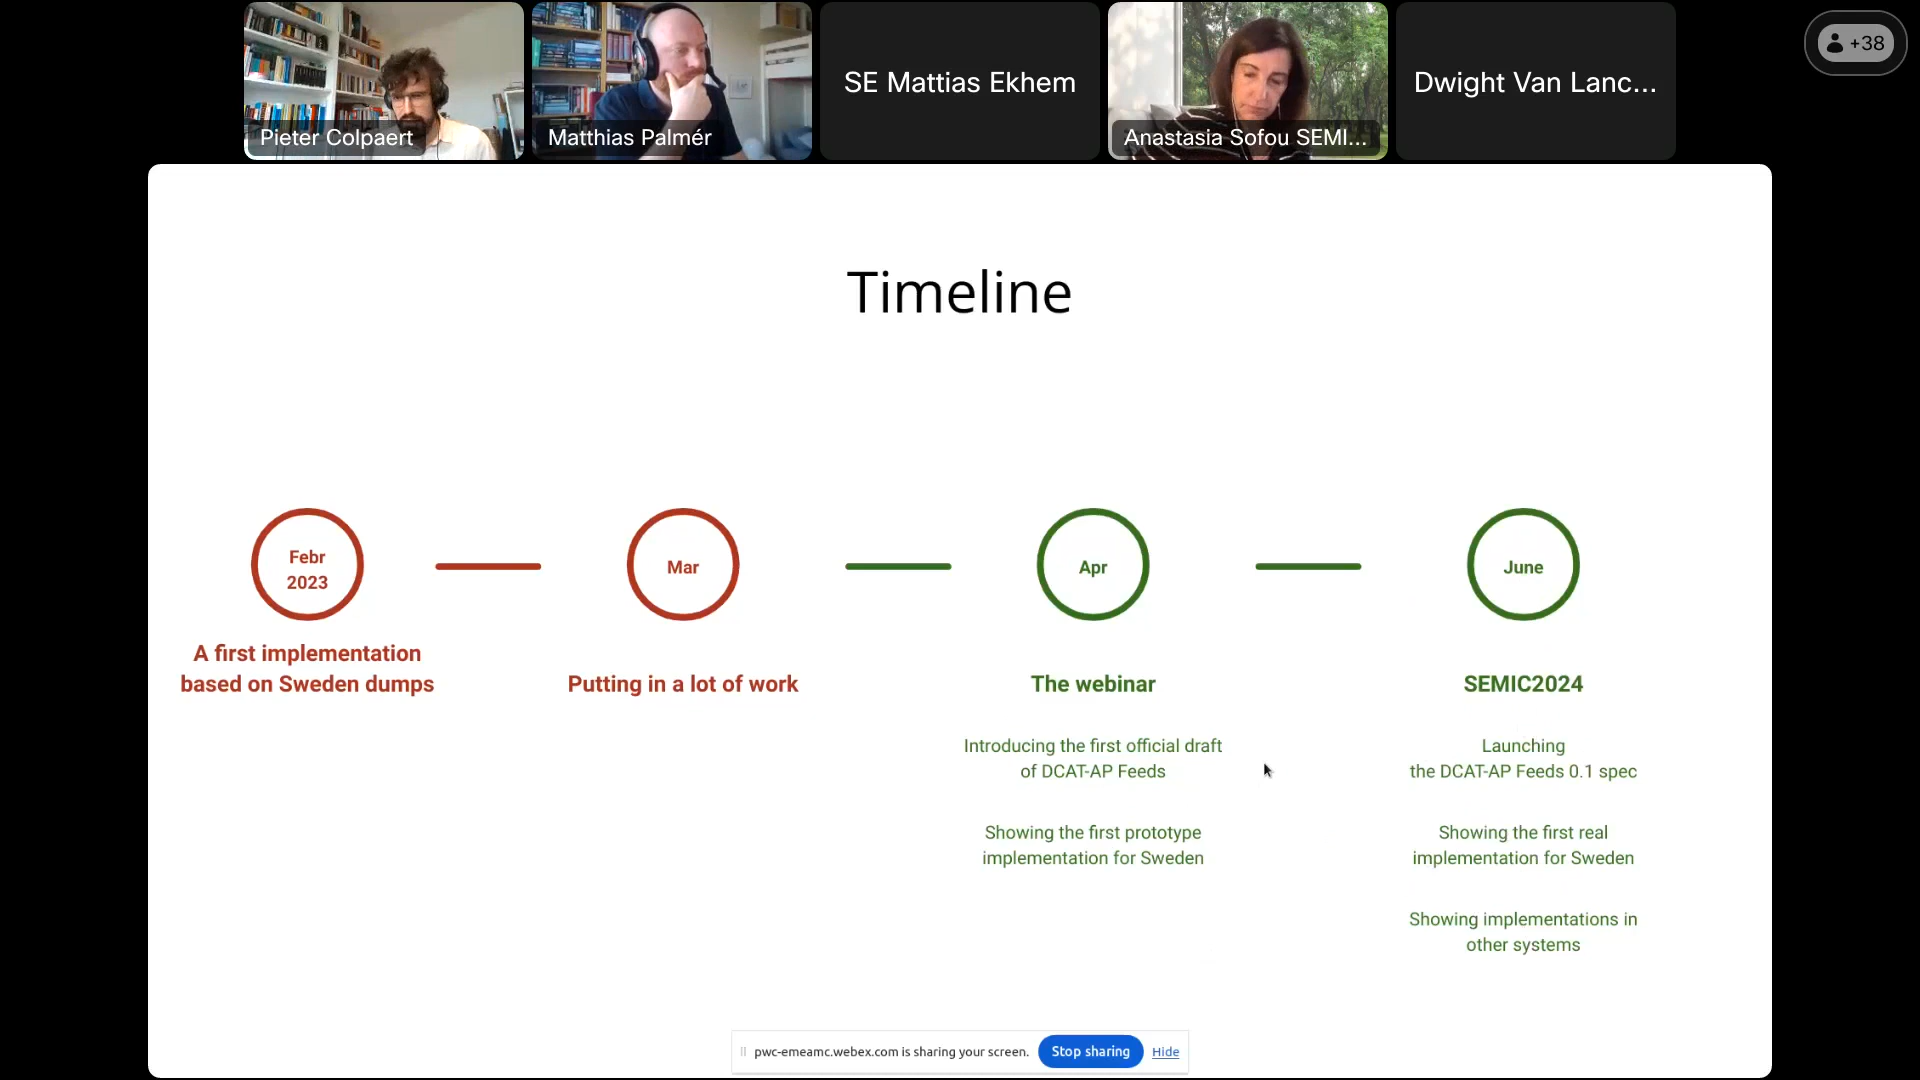 Pieter Colpaert
Matthias Palmér
SE Mattias Ekhem
Anastasia Sofou SEMI...
Dwight Van Lanc...
+38
Timeline
Febr
2023
Mar
Apr
June
A first implementation
based on Sweden dumps
Putting in a lot of work
The webinar
Introducing the first official draft
of DCAT-AP Feeds
Showing the first prototype
implementation for Sweden
SEMIC2024
Launching
the DCAT-AP Feeds 0.1 spec
Showing the first real
implementation for Sweden
Showing implementations in
other systems
pwc-emeamc.webex.com is sharing your screen.
Stop sharing
Hide